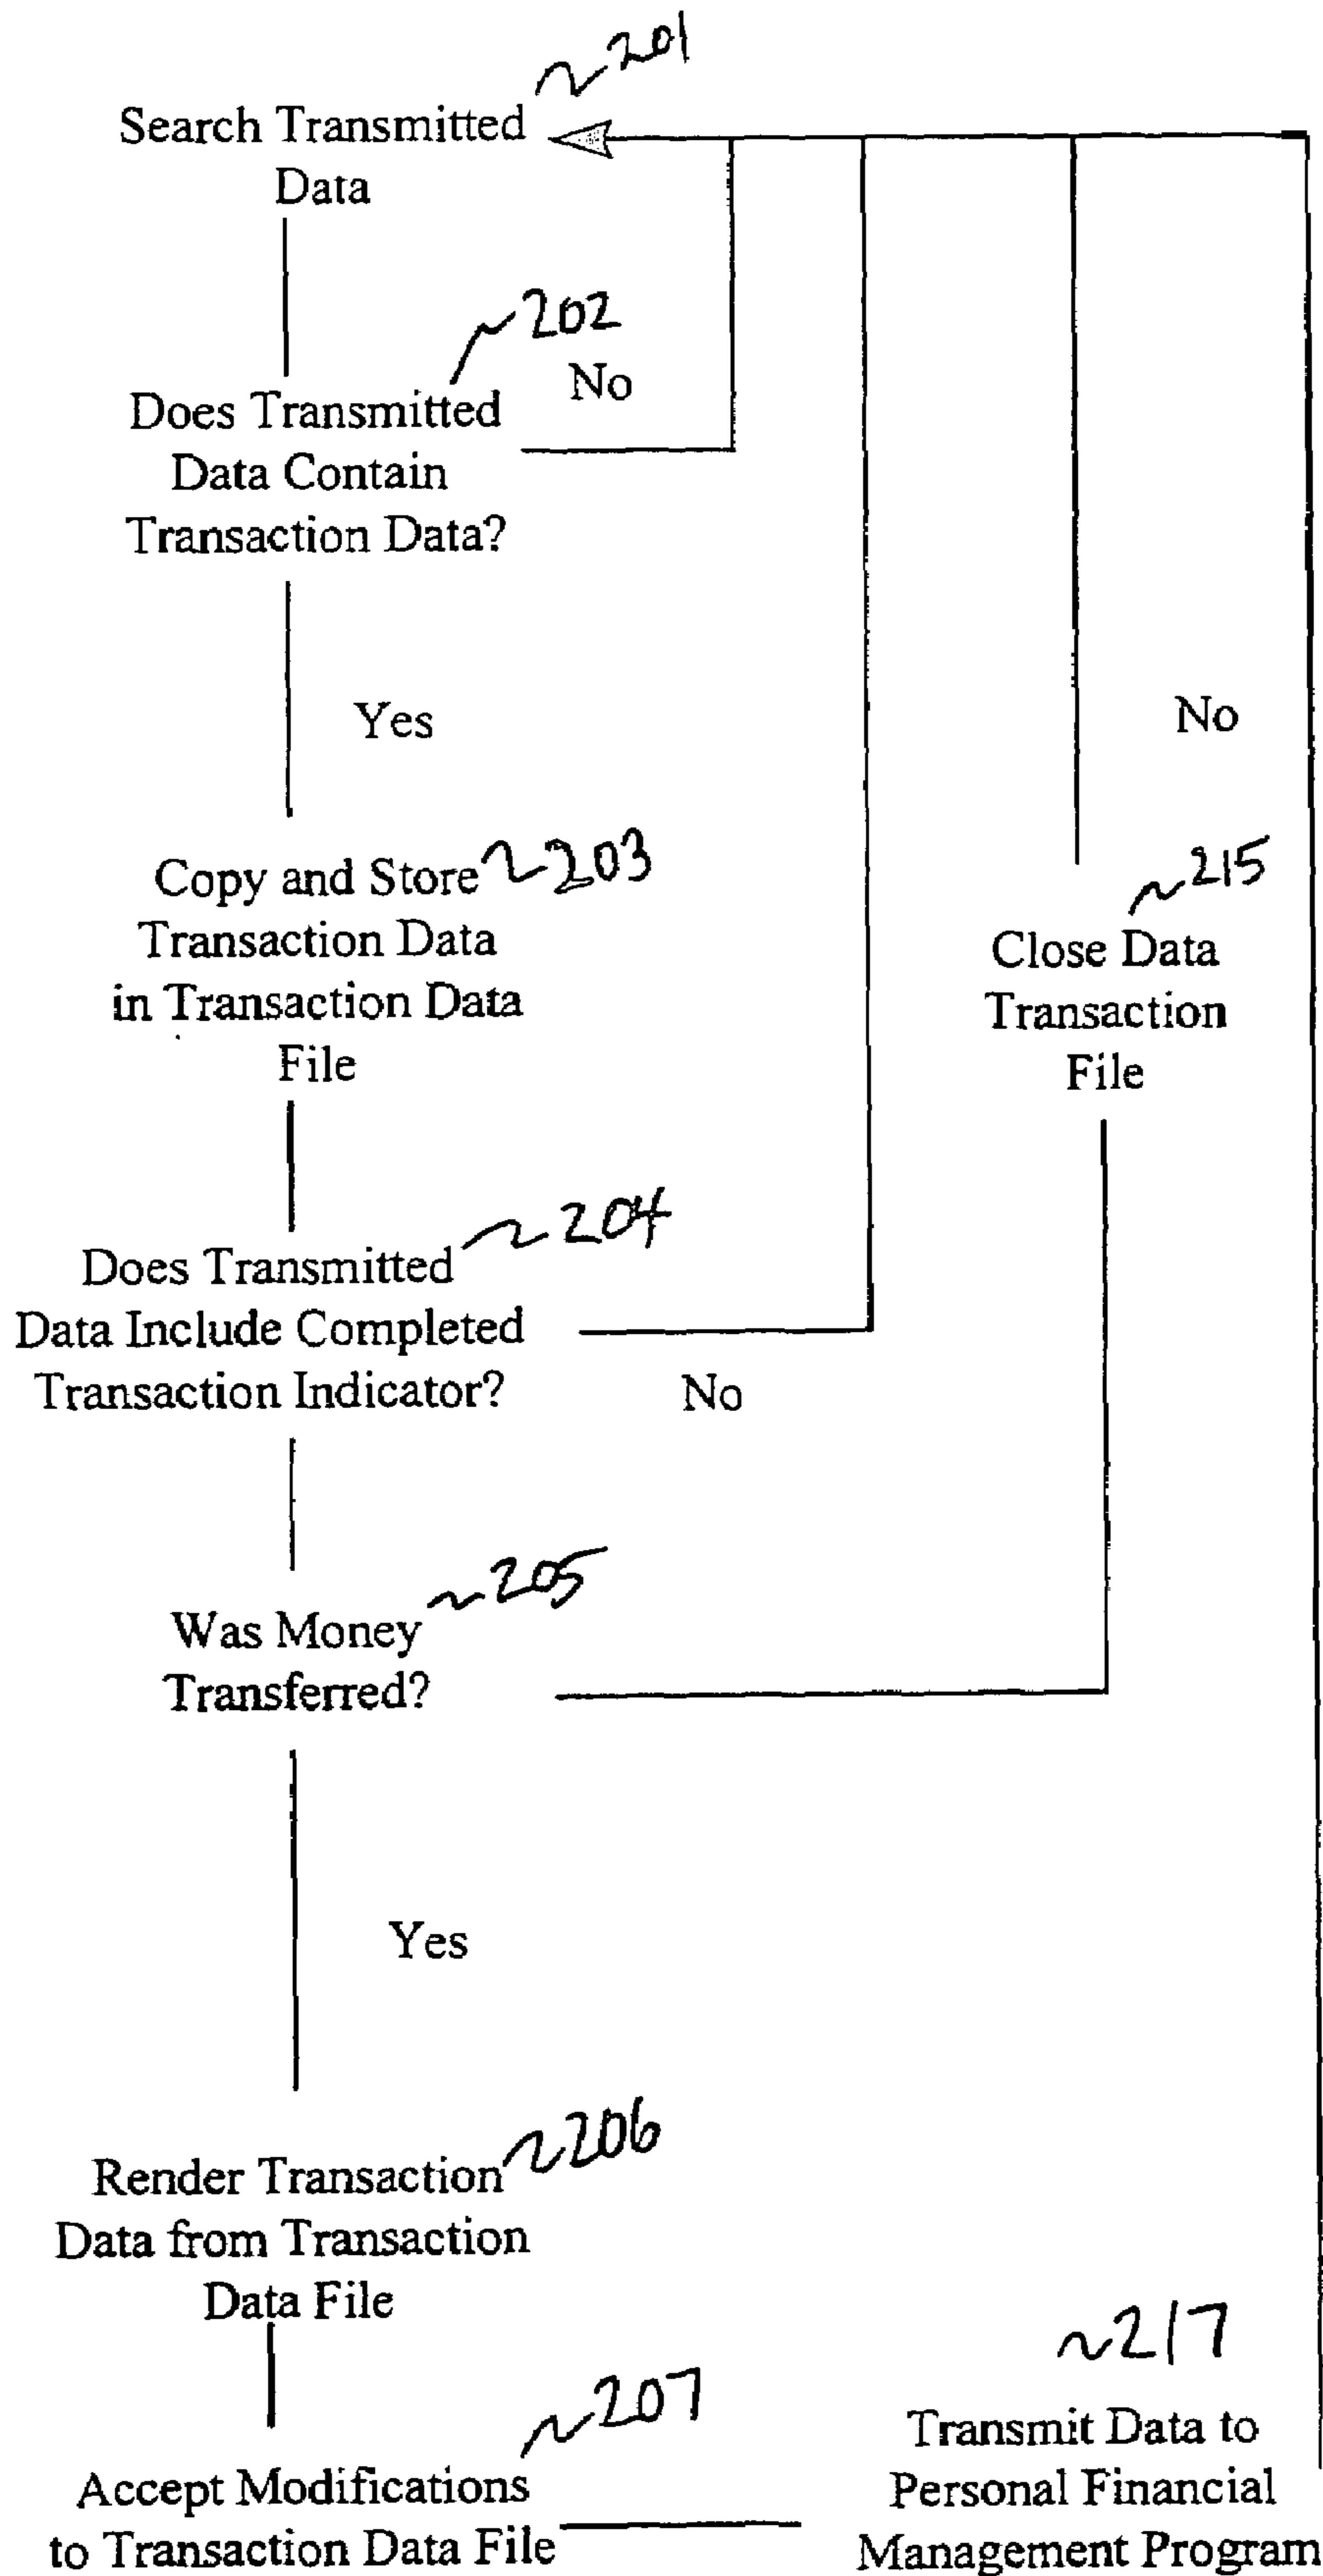 ~201
Search Transmitted
Data
~202
No
Does Transmitted
Data Contain
Transaction Data?
Yes
No
Copy and Store ~203
Transaction Data
in Transaction Data
File
~215
Close Data
Transaction
File
~204
Does Transmitted
Data Include Completed
Transaction Indicator?
No
~205
Was Money
Transferred?
Yes
~206
Render Transaction
Data from Transaction
Data File
~207
Accept Modifications
to Transaction Data File
~217
Transmit Data to
Personal Financial
Management Program